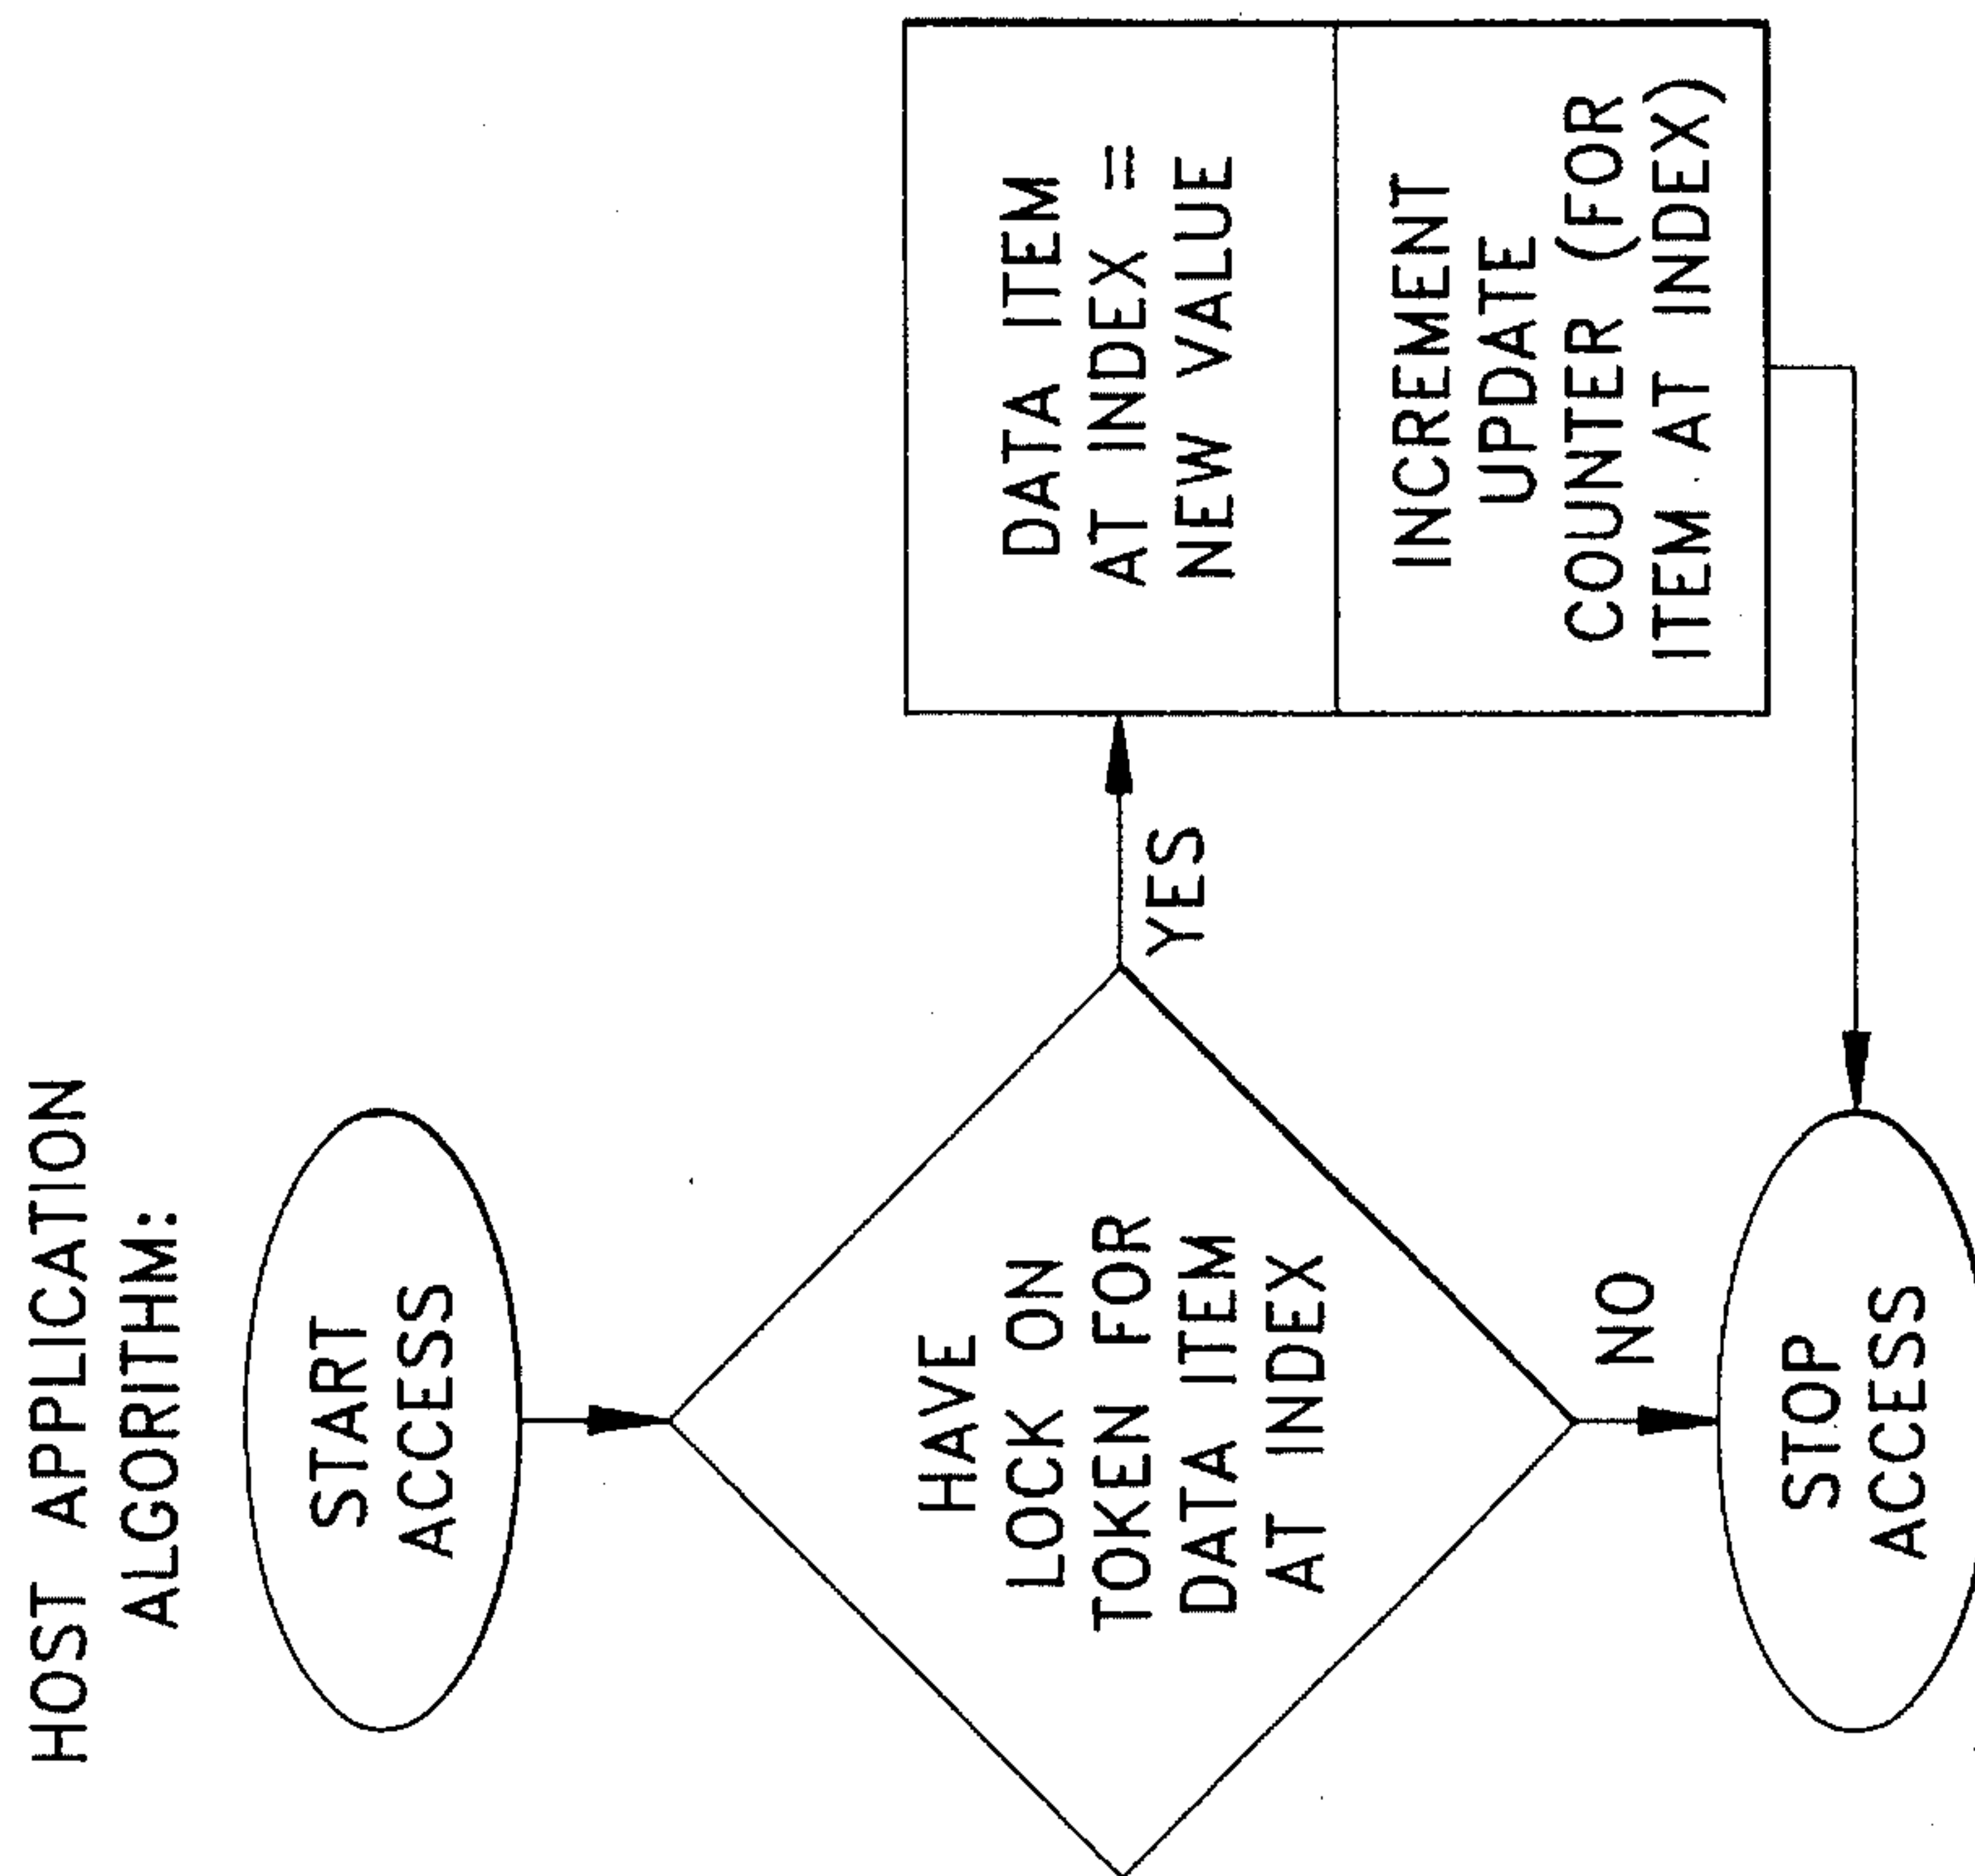 HOST APPLICATION
ALGORITHM:
START
ACCESS
HAVE
LOCK ON
TOKEN FOR
DATA ITEM
AT INDEX
YES
DATA ITEM
AT INDEX =
NEW VALUE
INCREMENT
UPDATE
COUNTER (FOR
ITEM AT INDEX)
NO
STOP
ACCESS